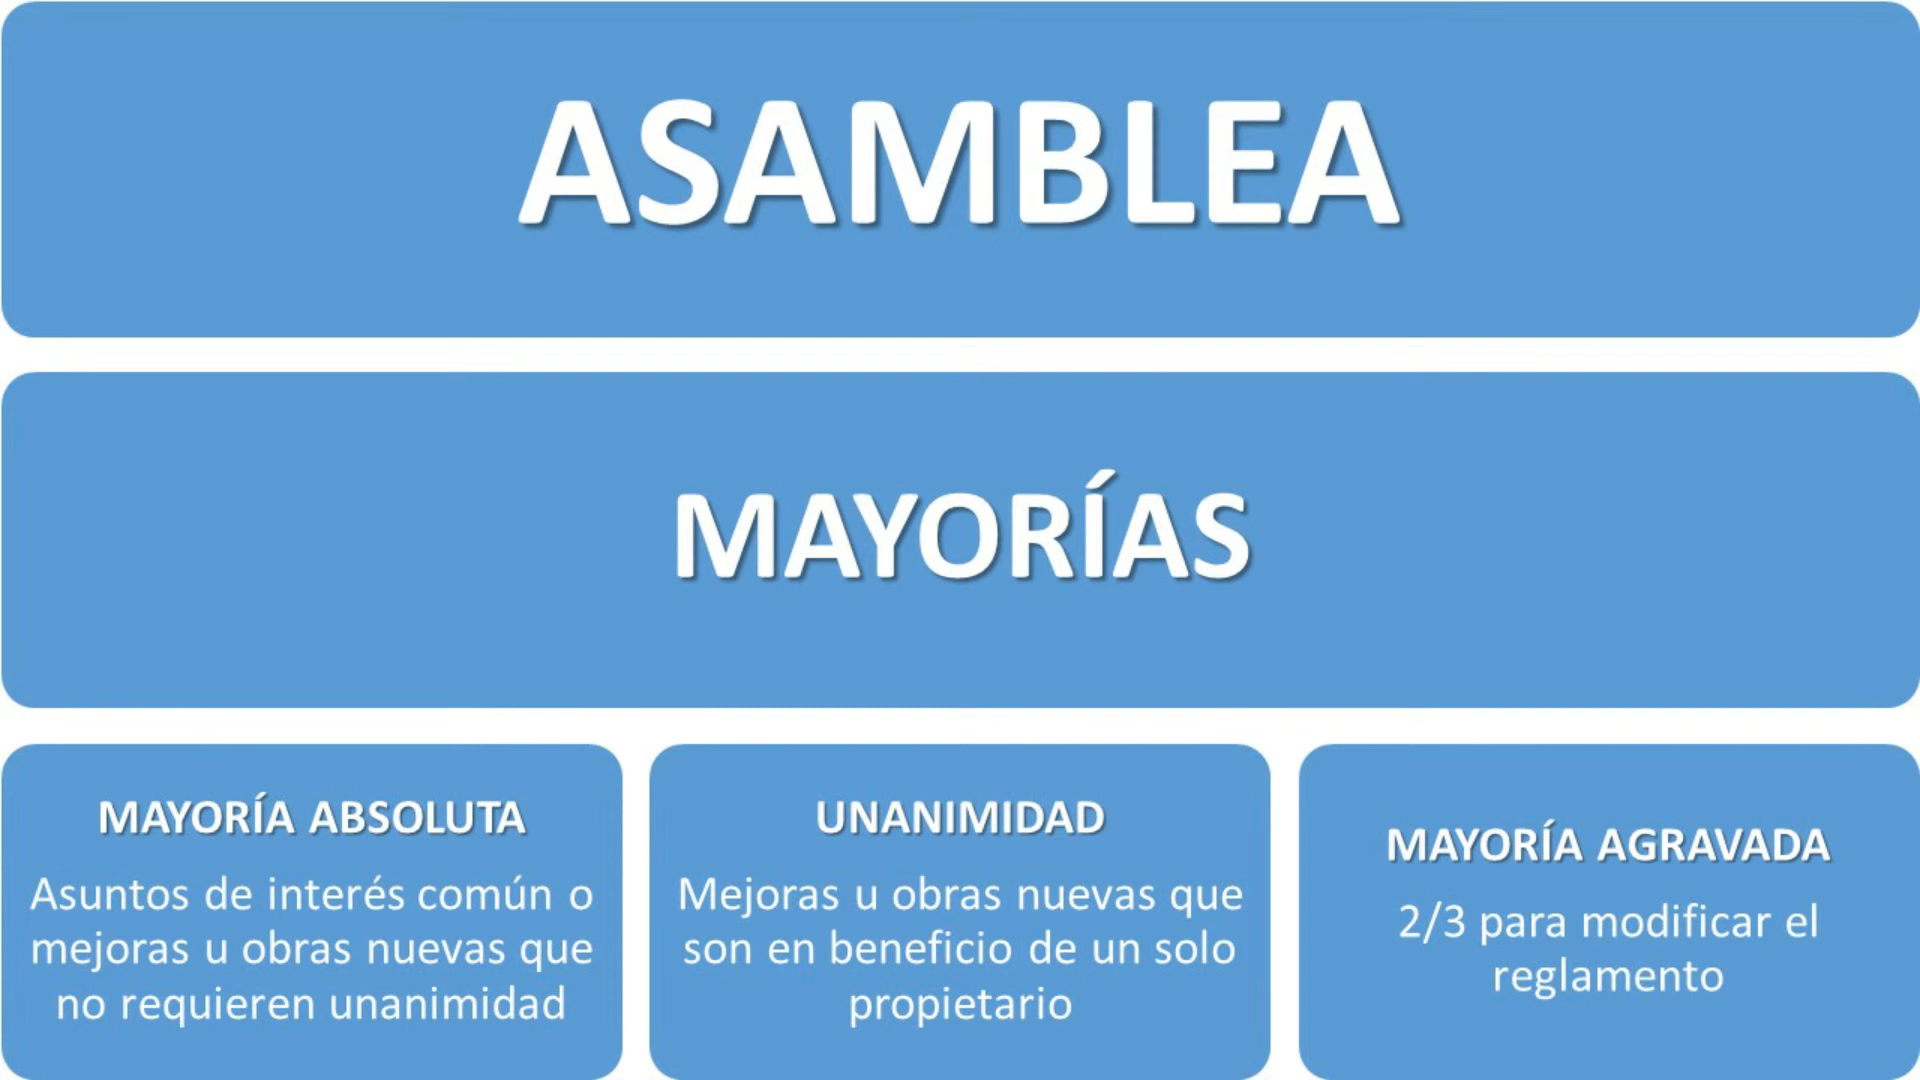 ASAMBLEA
MAYORÍAS
MAYORÍA ABSOLUTA
Asuntos de interés común o
mejoras u obras nuevas que
no requieren unanimidad
UNANIMIDAD
Mejoras u obras nuevas que
son en beneficio de un solo
propietario
MAYORÍA AGRAVADA
2/3 para modificar el
reglamento